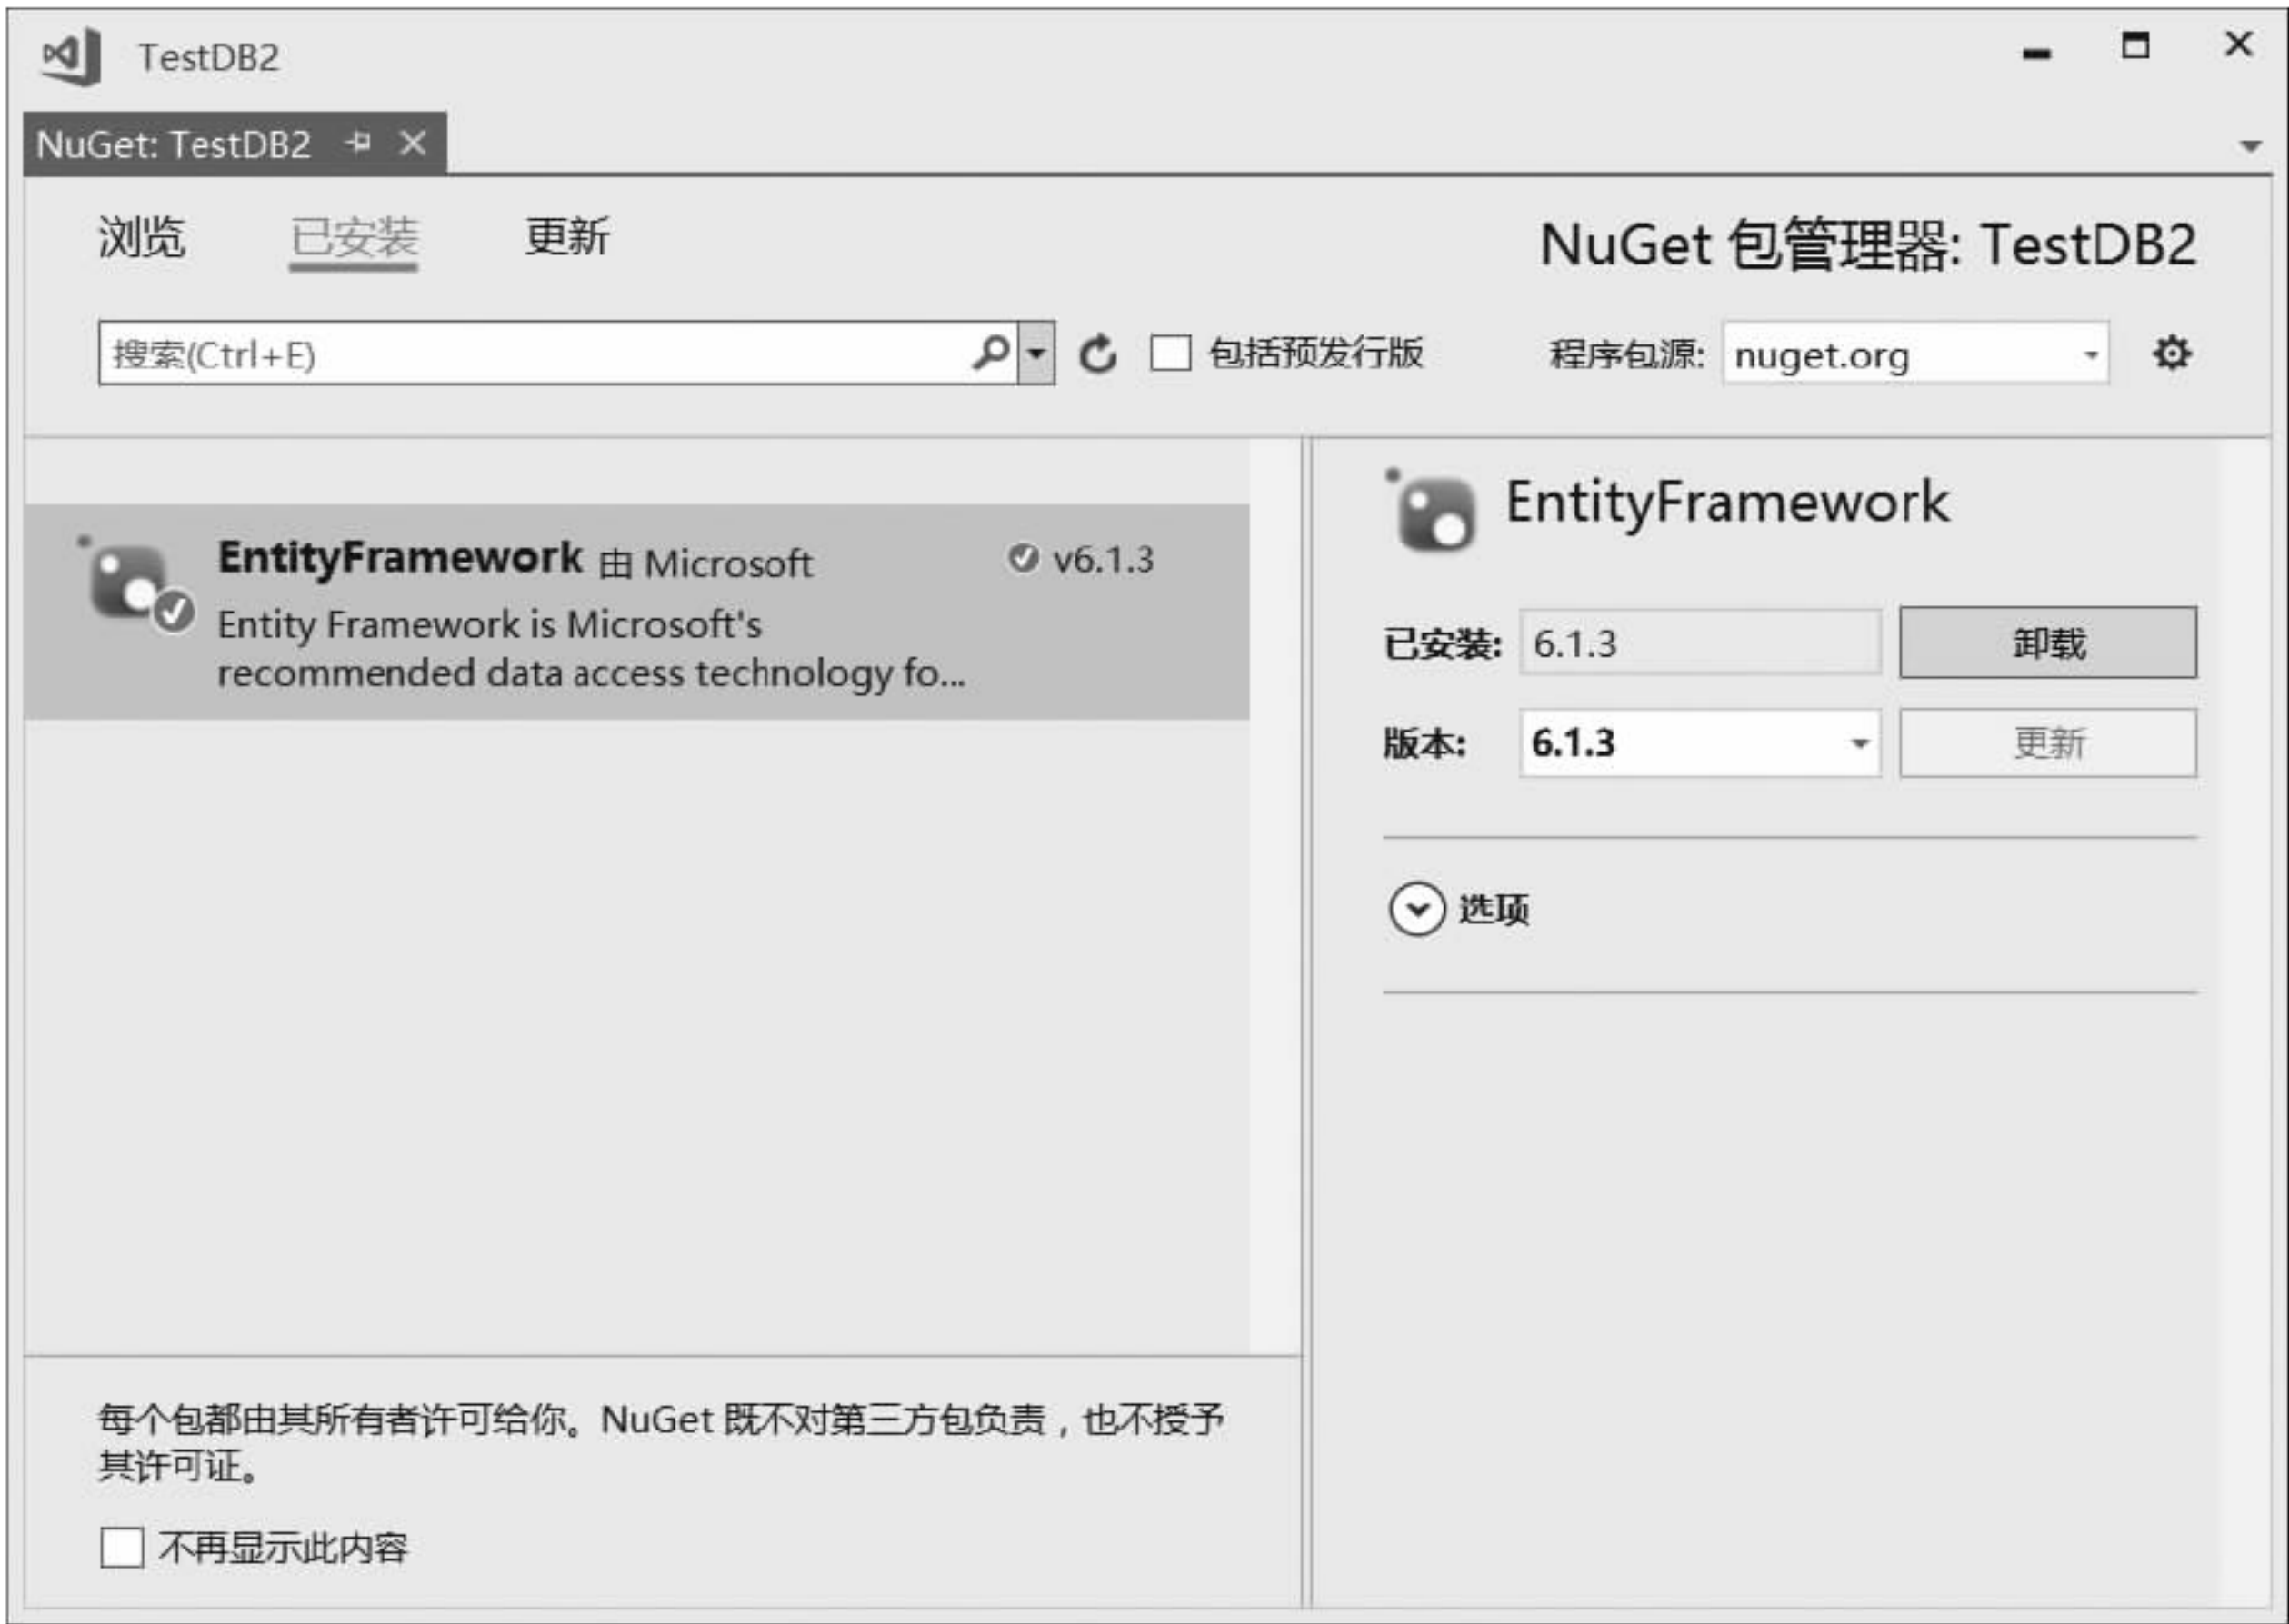 TestDB2
NuGet: TestDB2
浏览 已安装 更新
NuGet 包管理器: TestDB2
搜索(Ctrl+E)
包括预发行版
程序包源: nuget.org
EntityFramework 由 Microsoft
v6.1.3
Entity Framework is Microsoft's
recommended data access technology fo...
每个包都由其所有者许可给你。NuGet 既不对第三方包负责，也不授予
其许可证。
不再显示此内容
EntityFramework
已安装: 6.1.3 卸载
版本: 6.1.3 更新
选项